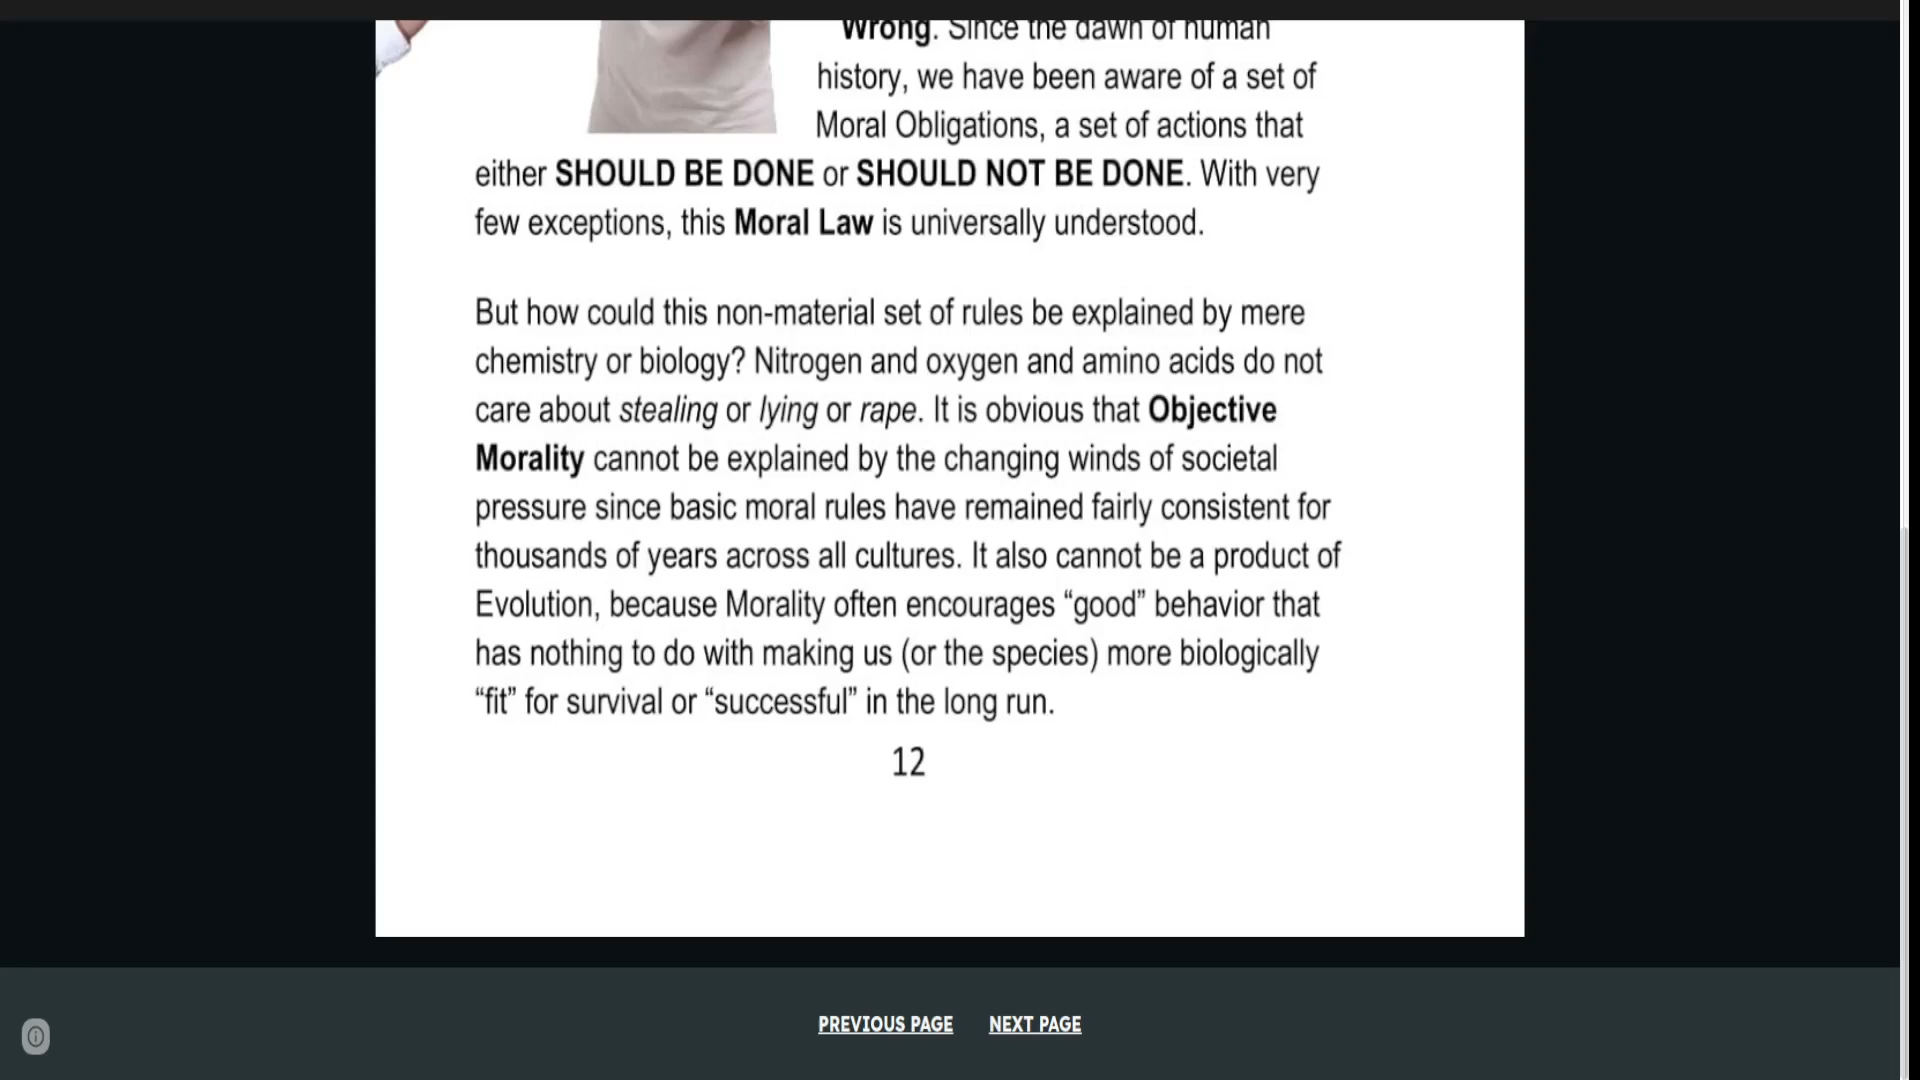 Wrong. Since the dawn of human
history, we have been aware of a set of
Moral Obligations, a set of actions that
either SHOULD BE DONE or SHOULD NOT BE DONE. With very
few exceptions, this Moral Law is universally understood.
But how could this non-material set of rules be explained by mere
chemistry or biology? Nitrogen and oxygen and amino acids do not
care about stealing or lying or rape. It is obvious that Objective
Morality cannot be explained by the changing winds of societal
pressure since basic moral rules have remained fairly consistent for
thousands of years across all cultures. It also cannot be a product of
Evolution, because Morality often encourages “good” behavior that
has nothing to do with making us (or the species) more biologically
“fit” for survival or “successful” in the long run.
12
PREVIOUS PAGE NEXT PAGE